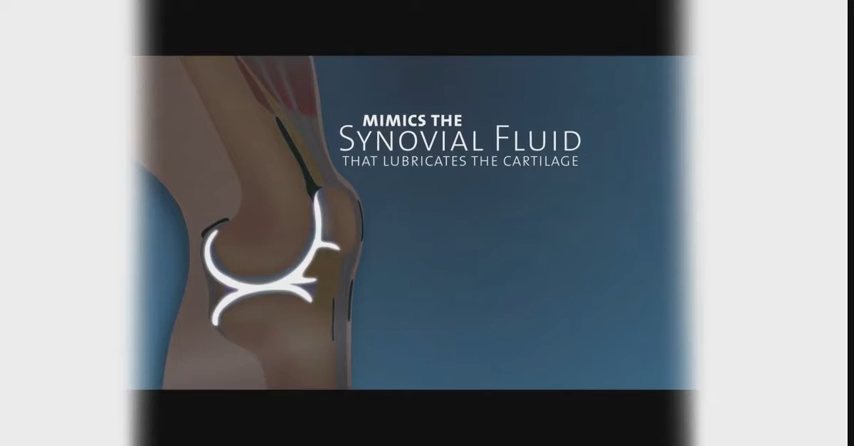 MIMICS THE
SYNOVIAL FLUID
THAT LUBRICATES THE CARTILAGE